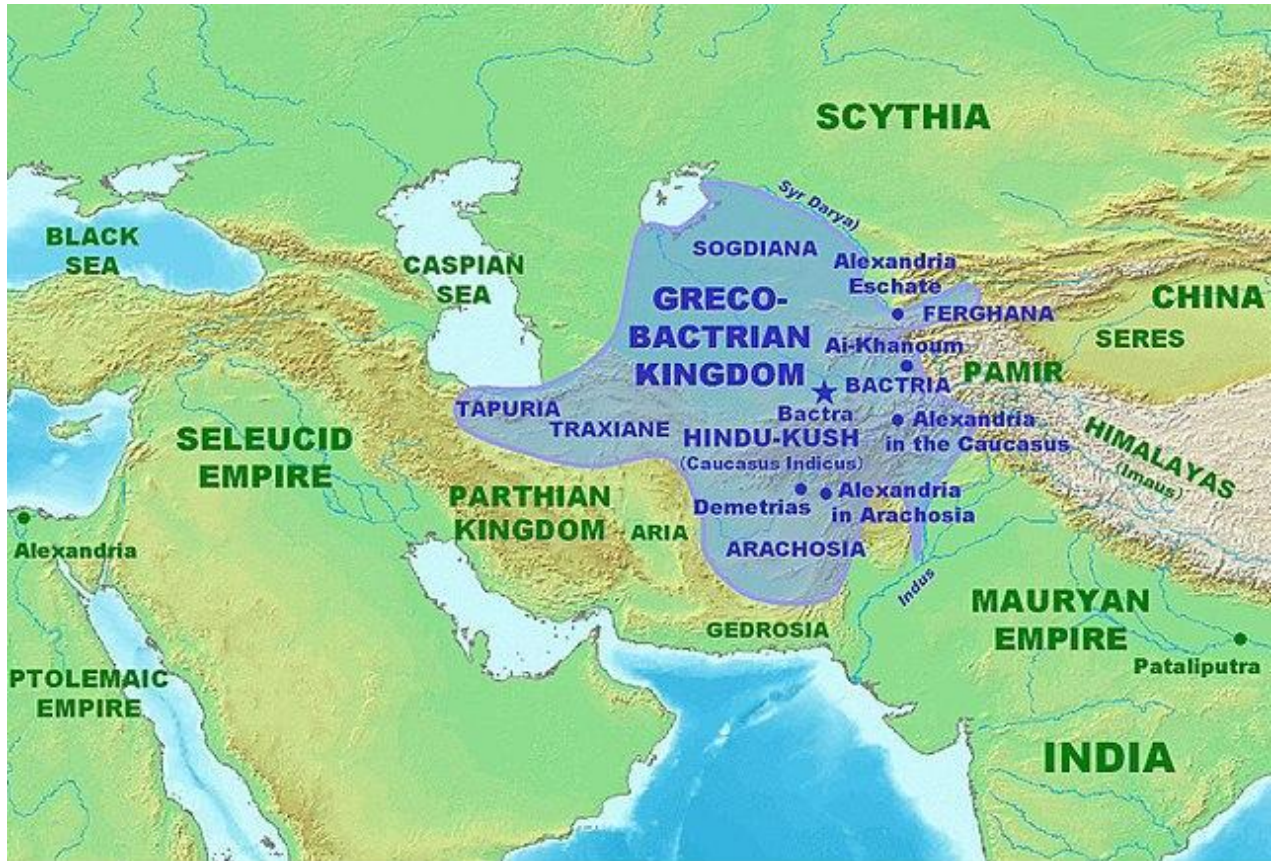 SCYTHIA
Syr Darya)
BLACK
SEA
CASPIAN
SEA
SOGDIANA
Alexandria
Eschate
GRECO-
BACTRIAN
KINGDOM
FERGHANA
CHINA
SERES
Ai-Khanoum
BACTRIA
PAMIR
Bactra
TAPURIA
TRAXIANE
HINDU-KUSH
(Caucasus Indicus)
Alexandria
in the Caucasus
HIMALAYAS
(Imaus)
SELEUCID
EMPIRE
PARTHIAN
KINGDOM
ARIA
Demetrias
Alexandria
in Arachosia
ARACHOSIA
Alexandria
Indus
GEDROSIA
MAURYAN
EMPIRE
Pataliputra
PTOLEMAIC
EMPIRE
INDIA